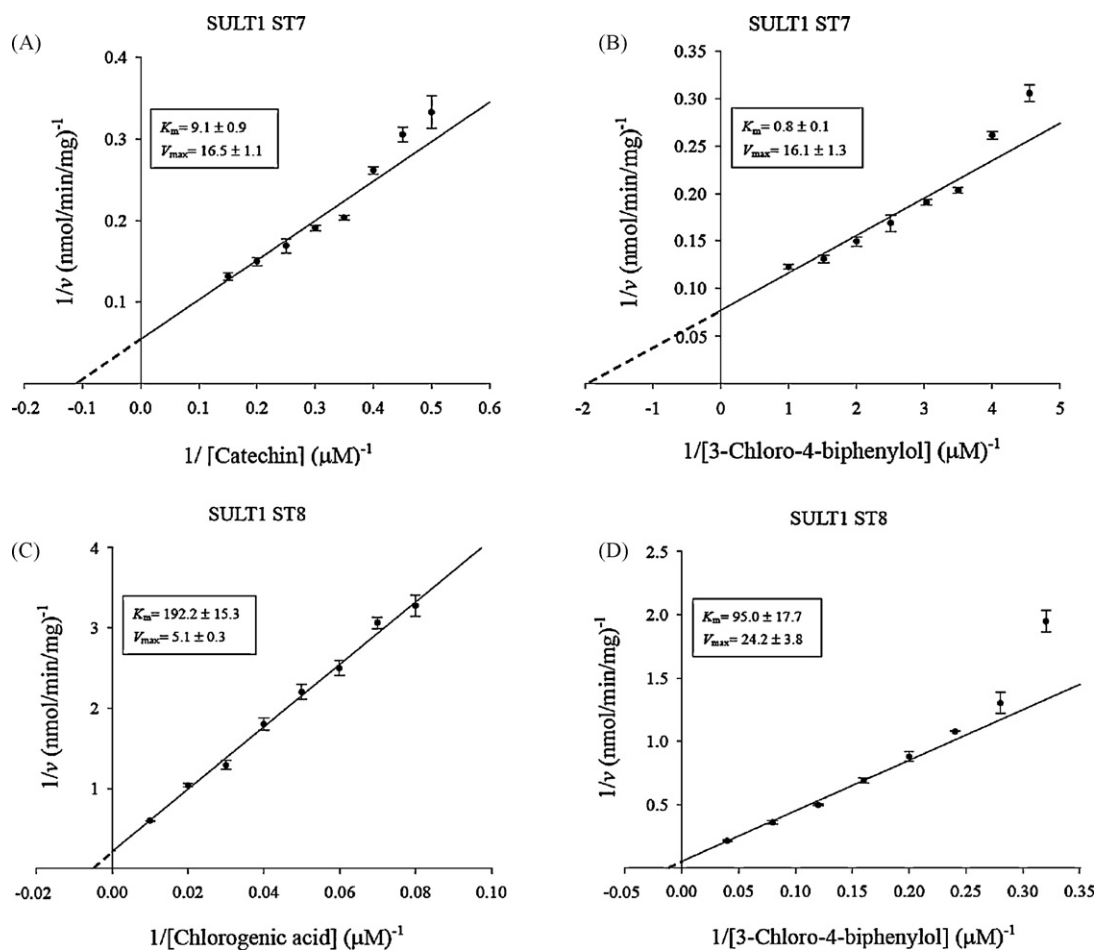 (A)
SULT1 ST7
0.4
0.3
0.2
0.1
Km= 9.1 ± 0.9
Vmax= 16.5 ± 1.1
1/v (nmol/min/mg)-1
-0.2 -0.1 0.0 0.1 0.2 0.3 0.4 0.5 0.6
1/ [Catechin] (μM)-1
(B)
SULT1 ST7
0.35
0.30
0.25
0.20
0.15
0.10
0.05
Km= 0.8 ± 0.1
Vmax= 16.1 ± 1.3
1/v (nmol/min/mg)-1
-2 -1 0 1 2 3 4 5
1/[3-Chloro-4-biphenylol] (μM)-1
(C)
SULT1 ST8
4
3
2
1
Km= 192.2 ± 15.3
Vmax= 5.1 ± 0.3
1/v (nmol/min/mg)-1
-0.02 0.00 0.02 0.04 0.06 0.08 0.10
1/[Chlorogenic acid] (μM)-1
(D)
SULT1 ST8
2.5
2.0
1.5
1.0
0.5
Km= 95.0 ± 17.7
Vmax= 24.2 ± 3.8
1/v (nmol/min/mg)-1
-0.05 0.00 0.05 0.10 0.15 0.20 0.25 0.30 0.35
1/[3-Chloro-4-biphenylol] (μM)-1